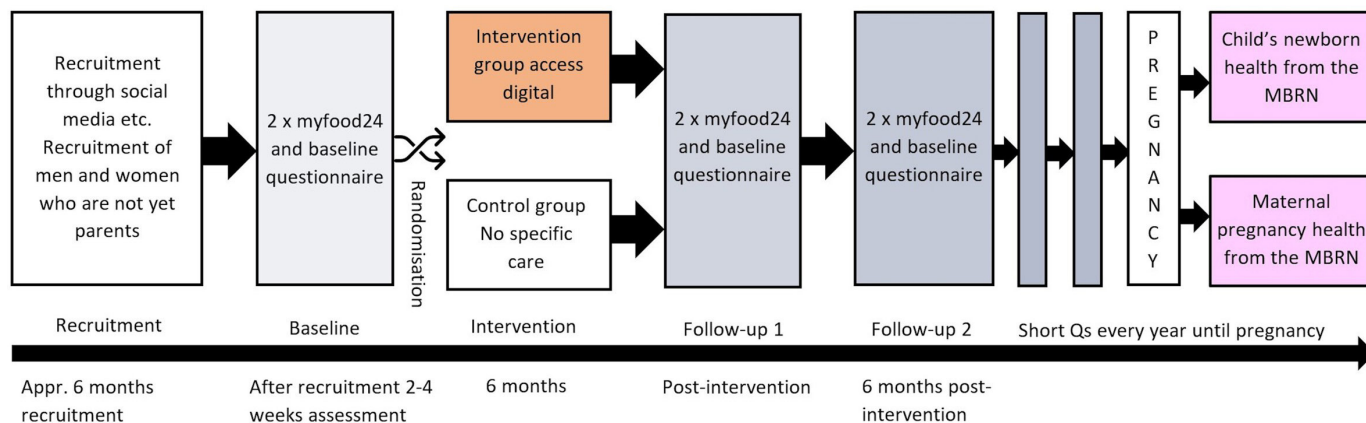 Recruitment
through social
media etc.
Recruitment of
men and women
who are not yet
parents
2 x myfood24
and baseline
questionnaire
Randomisation
Intervention
group access
digital
Control group
No specific
care
2 x myfood24
and baseline
questionnaire
2 x myfood24
and baseline
questionnaire
P
R
E
G
N
A
N
C
Y
Child's newborn
health from the
MBRN
Maternal
pregnancy health
from the MBRN
Recruitment
Baseline
Intervention
Follow-up 1
Follow-up 2
Short Qs every year until pregnancy
Appr. 6 months
recruitment
After recruitment 2-4
weeks assessment
6 months
Post-intervention
6 months post-
intervention